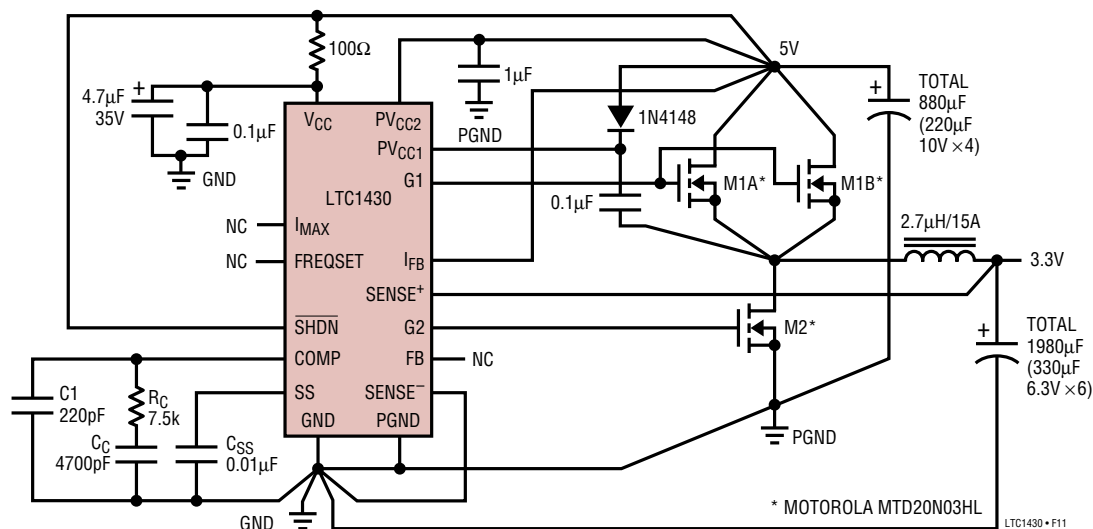 100Ω
5V
4.7µF
35V
+
0.1µF
GND
1µF
PGND
1N4148
+
TOTAL
880µF
(220µF
10V ×4)
VCC
PVCC2
PVCC1
G1
LTC1430
NC
IMAX
NC
FREQSET
IFB
SENSE+
SHDN
G2
COMP
FB
NC
SS
SENSE–
GND
PGND
0.1µF
M1A*
M1B*
2.7µH/15A
3.3V
M2*
+
TOTAL
1980µF
(330µF
6.3V ×6)
C1
220pF
RC
7.5k
CC
4700pF
CSS
0.01µF
PGND
GND
* MOTOROLA MTD20N03HL
LTC1430 • F11